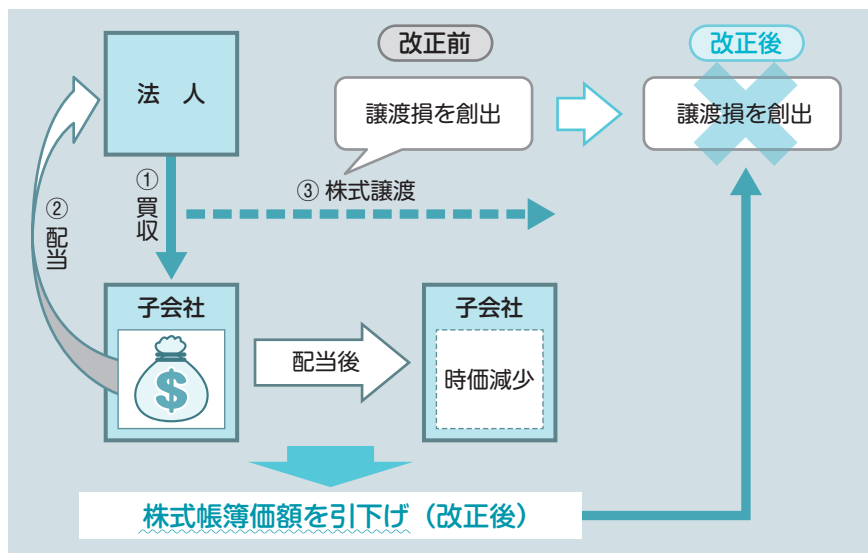 改正前
改正後
法 人
譲渡損を創出
譲渡損を創出
① 買収
② 配当
③ 株式譲渡
子会社
$
配当後
子会社
時価減少
株式帳簿価額を引下げ（改正後）